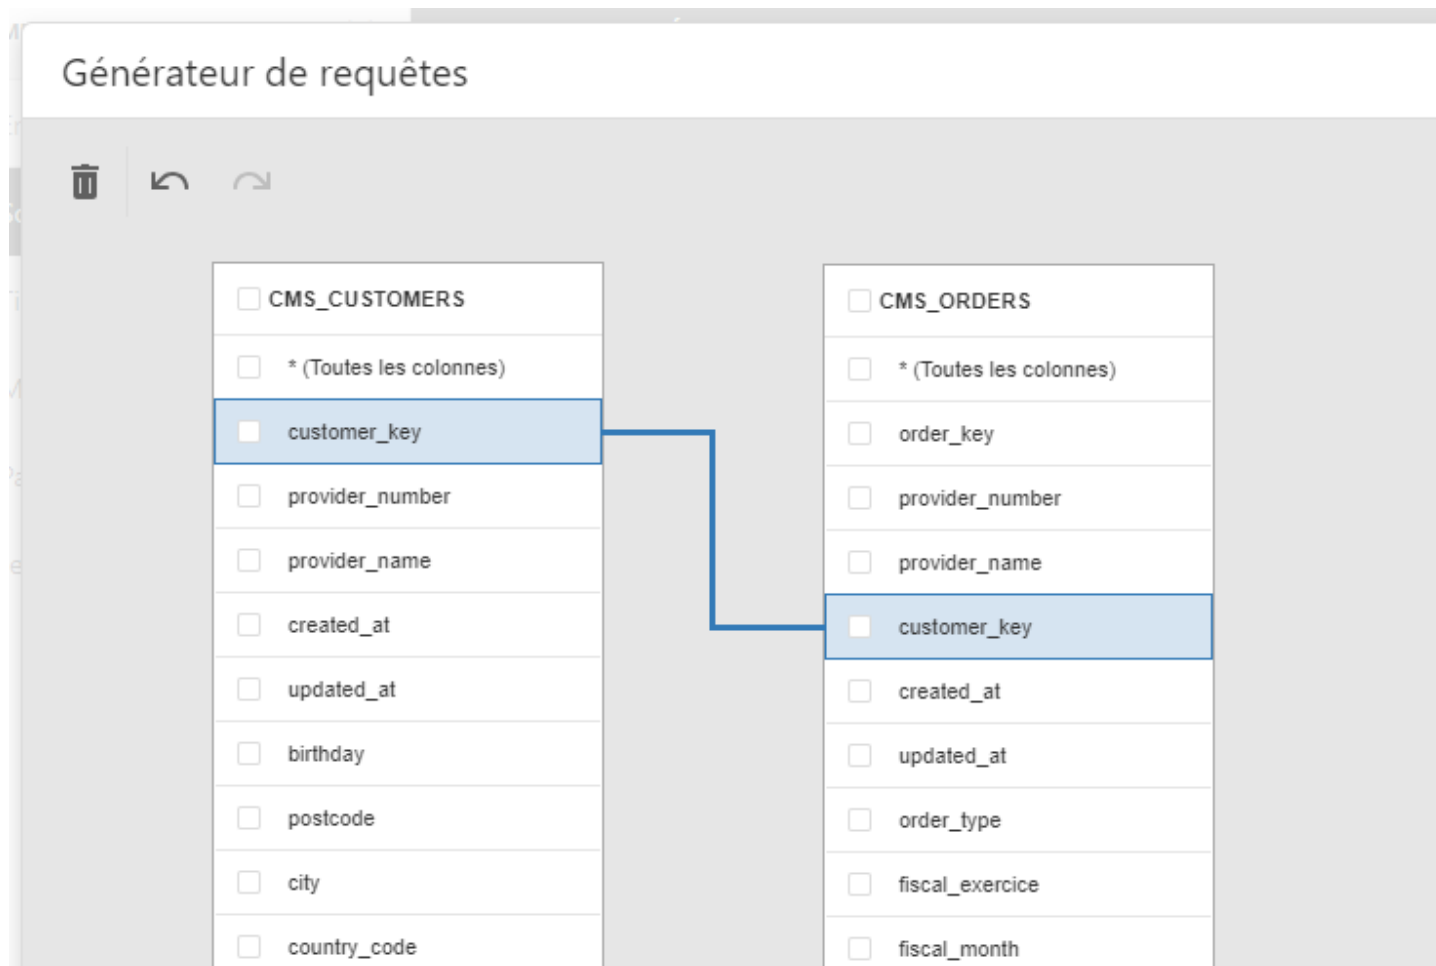 Générateur de requêtes
CMS_CUSTOMERS
* (Toutes les colonnes)
customer_key
provider_number
provider_name
created_at
updated_at
birthday
postcode
city
country_code
CMS_ORDERS
* (Toutes les colonnes)
order_key
provider_number
provider_name
customer_key
created_at
updated_at
order_type
fiscal_exercice
fiscal_month